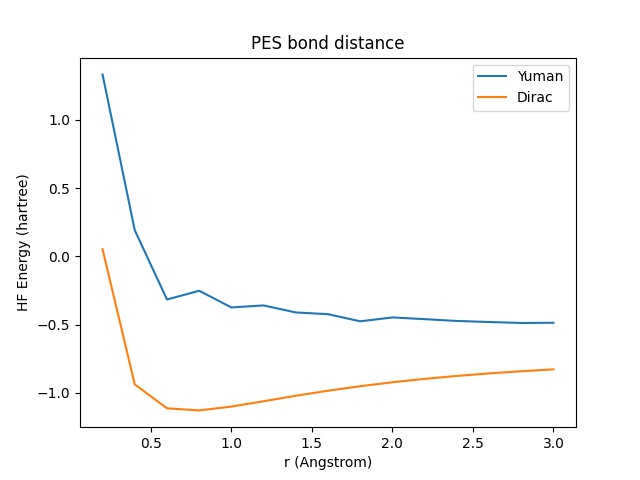 PES bond distance
Yuman
Dirac
HF Energy (hartree)
1.0
0.5
0.0
−0.5
−1.0
0.5 1.0 1.5 2.0 2.5 3.0
r (Angstrom)